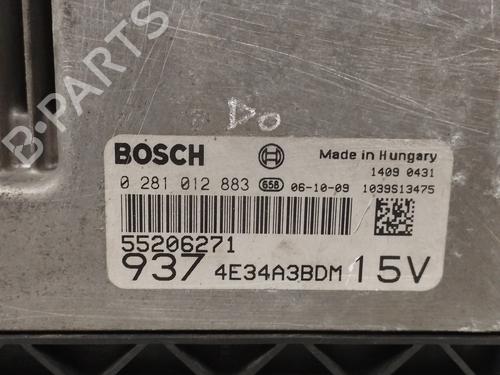 B-PARTS
Do
BOSCH
Made in Hungary
1409 0431
0 281 012 883 658 06-10-09 1039S13475
55206271
937 4E34A3BDM 15V